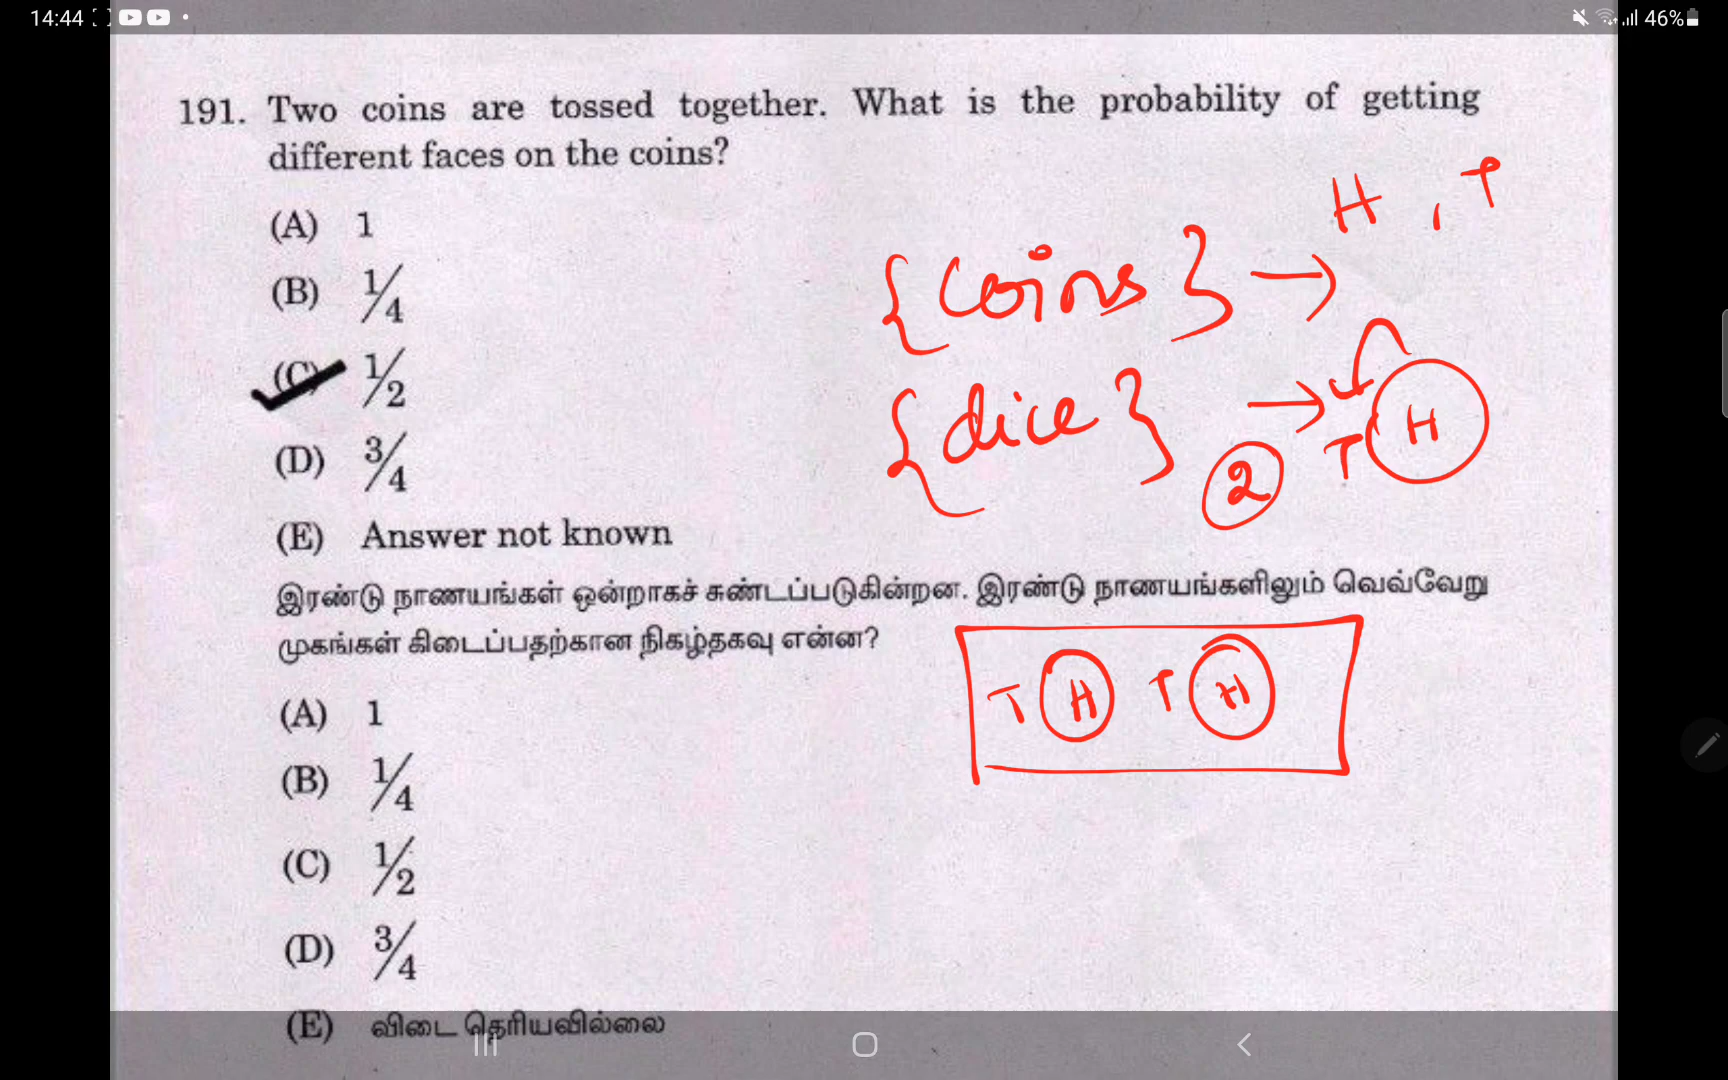 14:44
46%
191. Two coins are tossed together. What is the probability of getting
different faces on the coins?
H , T
(A) 1
{coins} →
(B) 1/4
(C) 1/2
{dice} →
T H
2
(D) 3/4
(E) Answer not known
இரண்டு நாணயங்கள் ஒன்றாகச் சுண்டப்படுகின்றன. இரண்டு நாணயங்களிலும் வெவ்வேறு
முகங்கள் கிடைப்பதற்கான நிகழ்தகவு என்ன?
T H T H
(A) 1
(B) 1/4
(C) 1/2
(D) 3/4
(E) விடை தெரியவில்லை